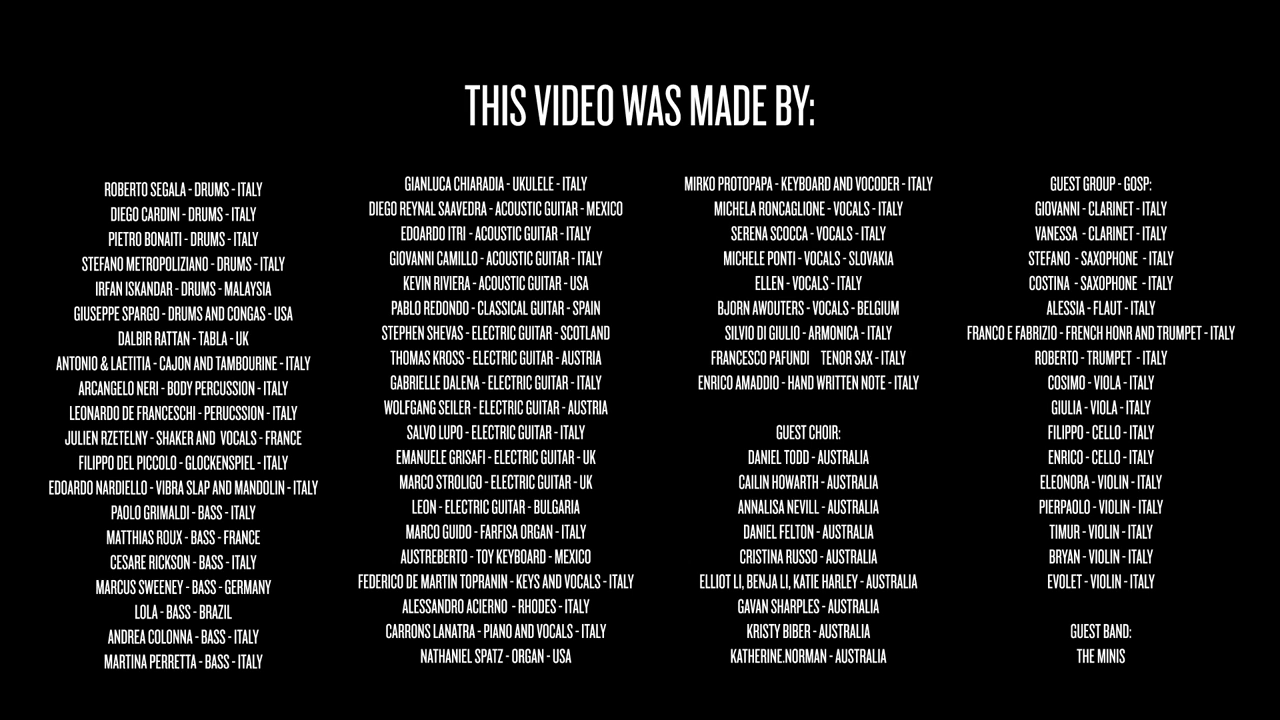 THIS VIDEO WAS MADE BY:
ROBERTO SEGALA - DRUMS - ITALY
DIEGO CARDINI - DRUMS - ITALY
PIETRO BONAITI - DRUMS - ITALY
STEFANO METROPOLIZIANO - DRUMS - ITALY
IRFAN ISKANDAR - DRUMS - MALAYSIA
GIUSEPPE SPARGO - DRUMS AND CONGAS - USA
DALBIR RATTAN - TABLA - UK
ANTONIO & LAETITIA - CAJON AND TAMBOURINE - ITALY
ARCANGELO NERI - BODY PERCUSSION - ITALY
LEONARDO DE FRANCESCHI - PERUCSSION - ITALY
JULIEN RZETELNY - SHAKER AND VOCALS - FRANCE
FILIPPO DEL PICCOLO - GLOCKENSPIEL - ITALY
EDOARDO NARDIELLO - VIBRA SLAP AND MANDOLIN - ITALY
PAOLO GRIMALDI - BASS - ITALY
MATTHIAS ROUX - BASS - FRANCE
CESARE RICKSON - BASS - ITALY
MARCUS SWEENEY - BASS - GERMANY
LOLA - BASS - BRAZIL
ANDREA COLONNA - BASS - ITALY
MARTINA PERRETTA - BASS - ITALY
GIANLUCA CHIARADIA - UKULELE - ITALY
DIEGO REYNAL SAAVEDRA - ACOUSTIC GUITAR - MEXICO
EDOARDO ITRI - ACOUSTIC GUITAR - ITALY
GIOVANNI CAMILLO - ACOUSTIC GUITAR - ITALY
KEVIN RIVIERA - ACOUSTIC GUITAR - USA
PABLO REDONDO - CLASSICAL GUITAR - SPAIN
STEPHEN SHEVAS - ELECTRIC GUITAR - SCOTLAND
THOMAS KROSS - ELECTRIC GUITAR - AUSTRIA
GABRIELLE DALENA - ELECTRIC GUITAR - ITALY
WOLFGANG SEILER - ELECTRIC GUITAR - AUSTRIA
SALVO LUPO - ELECTRIC GUITAR - ITALY
EMANUELE GRISAFI - ELECTRIC GUITAR - UK
MARCO STROLIGO - ELECTRIC GUITAR - UK
LEON - ELECTRIC GUITAR - BULGARIA
MARCO GUIDO - FARFISA ORGAN - ITALY
AUSTREBERTO - TOY KEYBOARD - MEXICO
FEDERICO DE MARTIN TOPRANIN - KEYS AND VOCALS - ITALY
ALESSANDRO ACIERNO - RHODES - ITALY
CARRONS LANATRA - PIANO AND VOCALS - ITALY
NATHANIEL SPATZ - ORGAN - USA
MIRKO PROTOPAPA - KEYBOARD AND VOCODER - ITALY
MICHELA RONCAGLIONE - VOCALS - ITALY
SERENA SCOCCA - VOCALS - ITALY
MICHELE PONTI - VOCALS - SLOVAKIA
ELLEN - VOCALS - ITALY
BJORN AWOUTERS - VOCALS - BELGIUM
SILVIO DI GIULIO - ARMONICA - ITALY
FRANCESCO PAFUNDI TENOR SAX - ITALY
ENRICO AMADDIO - HAND WRITTEN NOTE - ITALY
GUEST CHOIR:
DANIEL TODD - AUSTRALIA
CAILIN HOWARTH - AUSTRALIA
ANNALISA NEVILL - AUSTRALIA
DANIEL FELTON - AUSTRALIA
CRISTINA RUSSO - AUSTRALIA
ELLIOT LI, BENJA LI, KATIE HARLEY - AUSTRALIA
GAVAN SHARPLES - AUSTRALIA
KRISTY BIBER - AUSTRALIA
KATHERINE.NORMAN - AUSTRALIA
GUEST GROUP - GOSP:
GIOVANNI - CLARINET - ITALY
VANESSA - CLARINET - ITALY
STEFANO - SAXOPHONE - ITALY
COSTINA - SAXOPHONE - ITALY
ALESSIA - FLAUT - ITALY
FRANCO E FABRIZIO - FRENCH HONR AND TRUMPET - ITALY
ROBERTO - TRUMPET - ITALY
COSIMO - VIOLA - ITALY
GIULIA - VIOLA - ITALY
FILIPPO - CELLO - ITALY
ENRICO - CELLO - ITALY
ELEONORA - VIOLIN - ITALY
PIERPAOLO - VIOLIN - ITALY
TIMUR - VIOLIN - ITALY
BRYAN - VIOLIN - ITALY
EVOLET - VIOLIN - ITALY
GUEST BAND:
THE MINIS